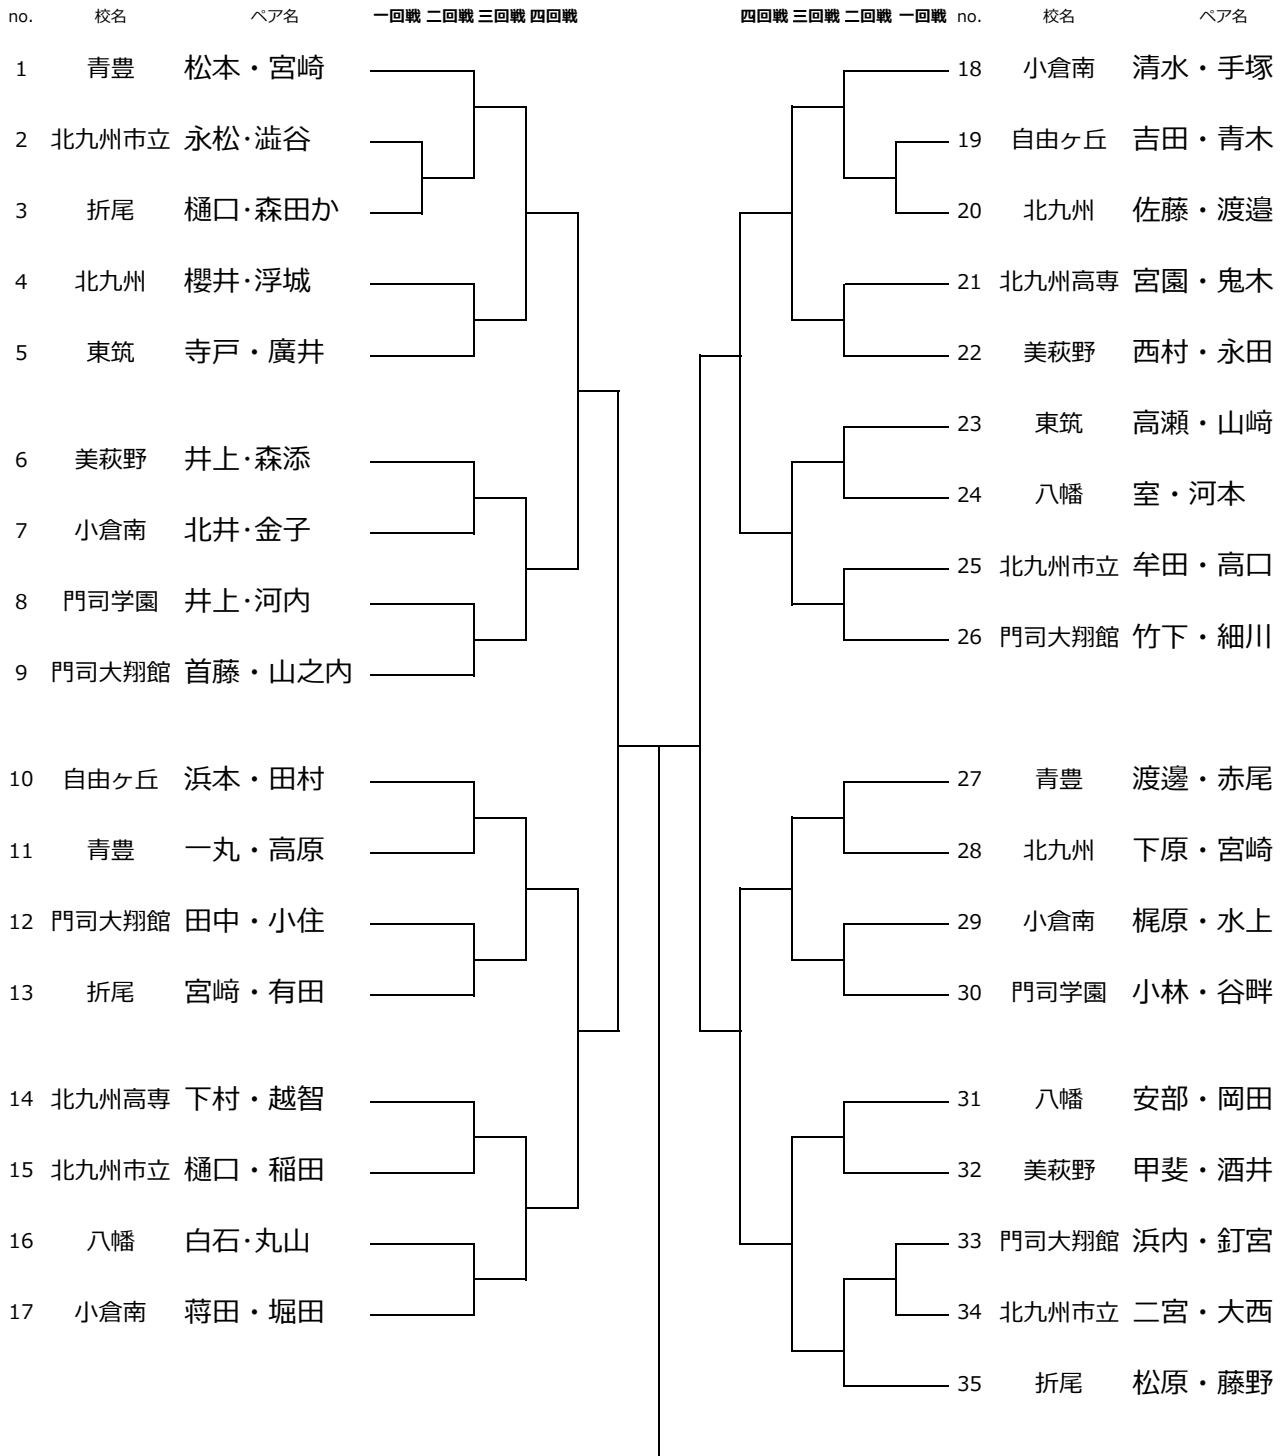 no. 校名 ペア名 一回戦 二回戦 三回戦 四回戦
1 青豊 松本・宮崎
2 北九州市立 永松･澁谷
3 折尾 樋口･森田か
4 北九州 櫻井･浮城
5 東筑 寺戸・廣井
6 美萩野 井上･森添
7 小倉南 北井･金子
8 門司学園 井上･河内
9 門司大翔館 首藤・山之内
10 自由ヶ丘 浜本・田村
11 青豊 一丸・高原
12 門司大翔館 田中・小住
13 折尾 宮﨑・有田
14 北九州高専 下村・越智
15 北九州市立 樋口・稲田
16 八幡 白石･丸山
17 小倉南 蒋田・堀田
四回戦 三回戦 二回戦 一回戦 no. 校名 ペア名
18 小倉南 清水・手塚
19 自由ヶ丘 吉田・青木
20 北九州 佐藤・渡邉
21 北九州高専 宮園・鬼木
22 美萩野 西村・永田
23 東筑 高瀬・山﨑
24 八幡 室・河本
25 北九州市立 牟田・高口
26 門司大翔館 竹下・細川
27 青豊 渡邊・赤尾
28 北九州 下原・宮崎
29 小倉南 梶原・水上
30 門司学園 小林・谷畔
31 八幡 安部・岡田
32 美萩野 甲斐・酒井
33 門司大翔館 浜内・釘宮
34 北九州市立 二宮・大西
35 折尾 松原・藤野